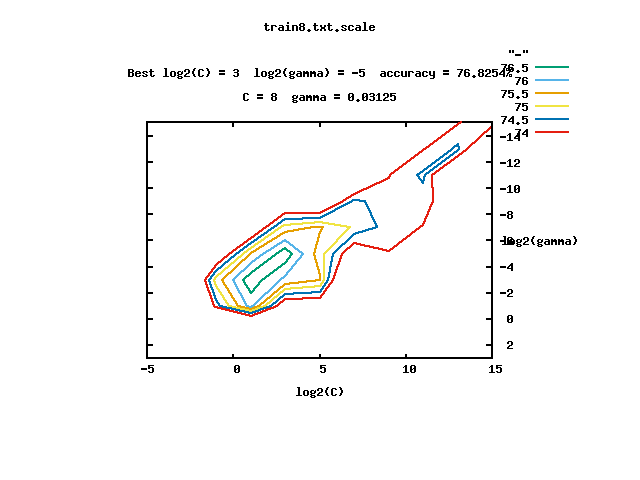 train8.txt.scale
"-"
Best log2(C) = 3  log2(gamma) = -5  accuracy = 76.8254%
76.5
76
C = 8  gamma = 0.03125
75.5
75
74.5
74
-14
-12
-10
-8
-6
log2(gamma)
-4
-2
0
2
-5 0 5 10 15
log2(C)